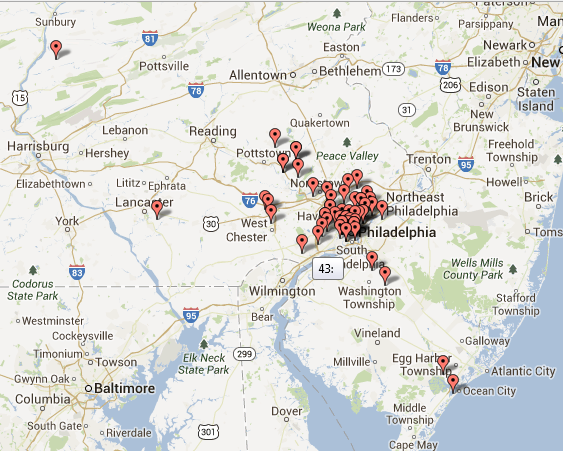 Sunbury
Weona Park
Flanders
Paterson
Parsippany
Man
81
Easton
Newark
Pottsville
Allentown
Bethlehem
173
78
Elizabeth
New
15
78
206
Edison
Staten
Island
31
New
Brunswick
Quakertown
Lebanon
Reading
Harrisburg
Hershey
Pottstown
Peace Valley
Trenton
95
Freehold
Township
Elizabethtown
Lititz
Ephrata
Howell
Lancaster
76
Northeast
Philadelphia
Brick
York
30
West
Chester
Philadelphia
Toms
South
83
Wells Mills
County Park
Codorus
State Park
43:
Wilmington
Washington
Township
Stafford
Township
95
Bear
Westminster
Cockeysville
Vineland
Galloway
Timonium
Towson
Elk Neck
State Park
299
Millville
Egg Harbor
Township
Atlantic City
Gwynn Oak
Baltimore
Ocean City
Columbia
Dover
Middle
Township
South Gate
Riverdale
301
Cape May